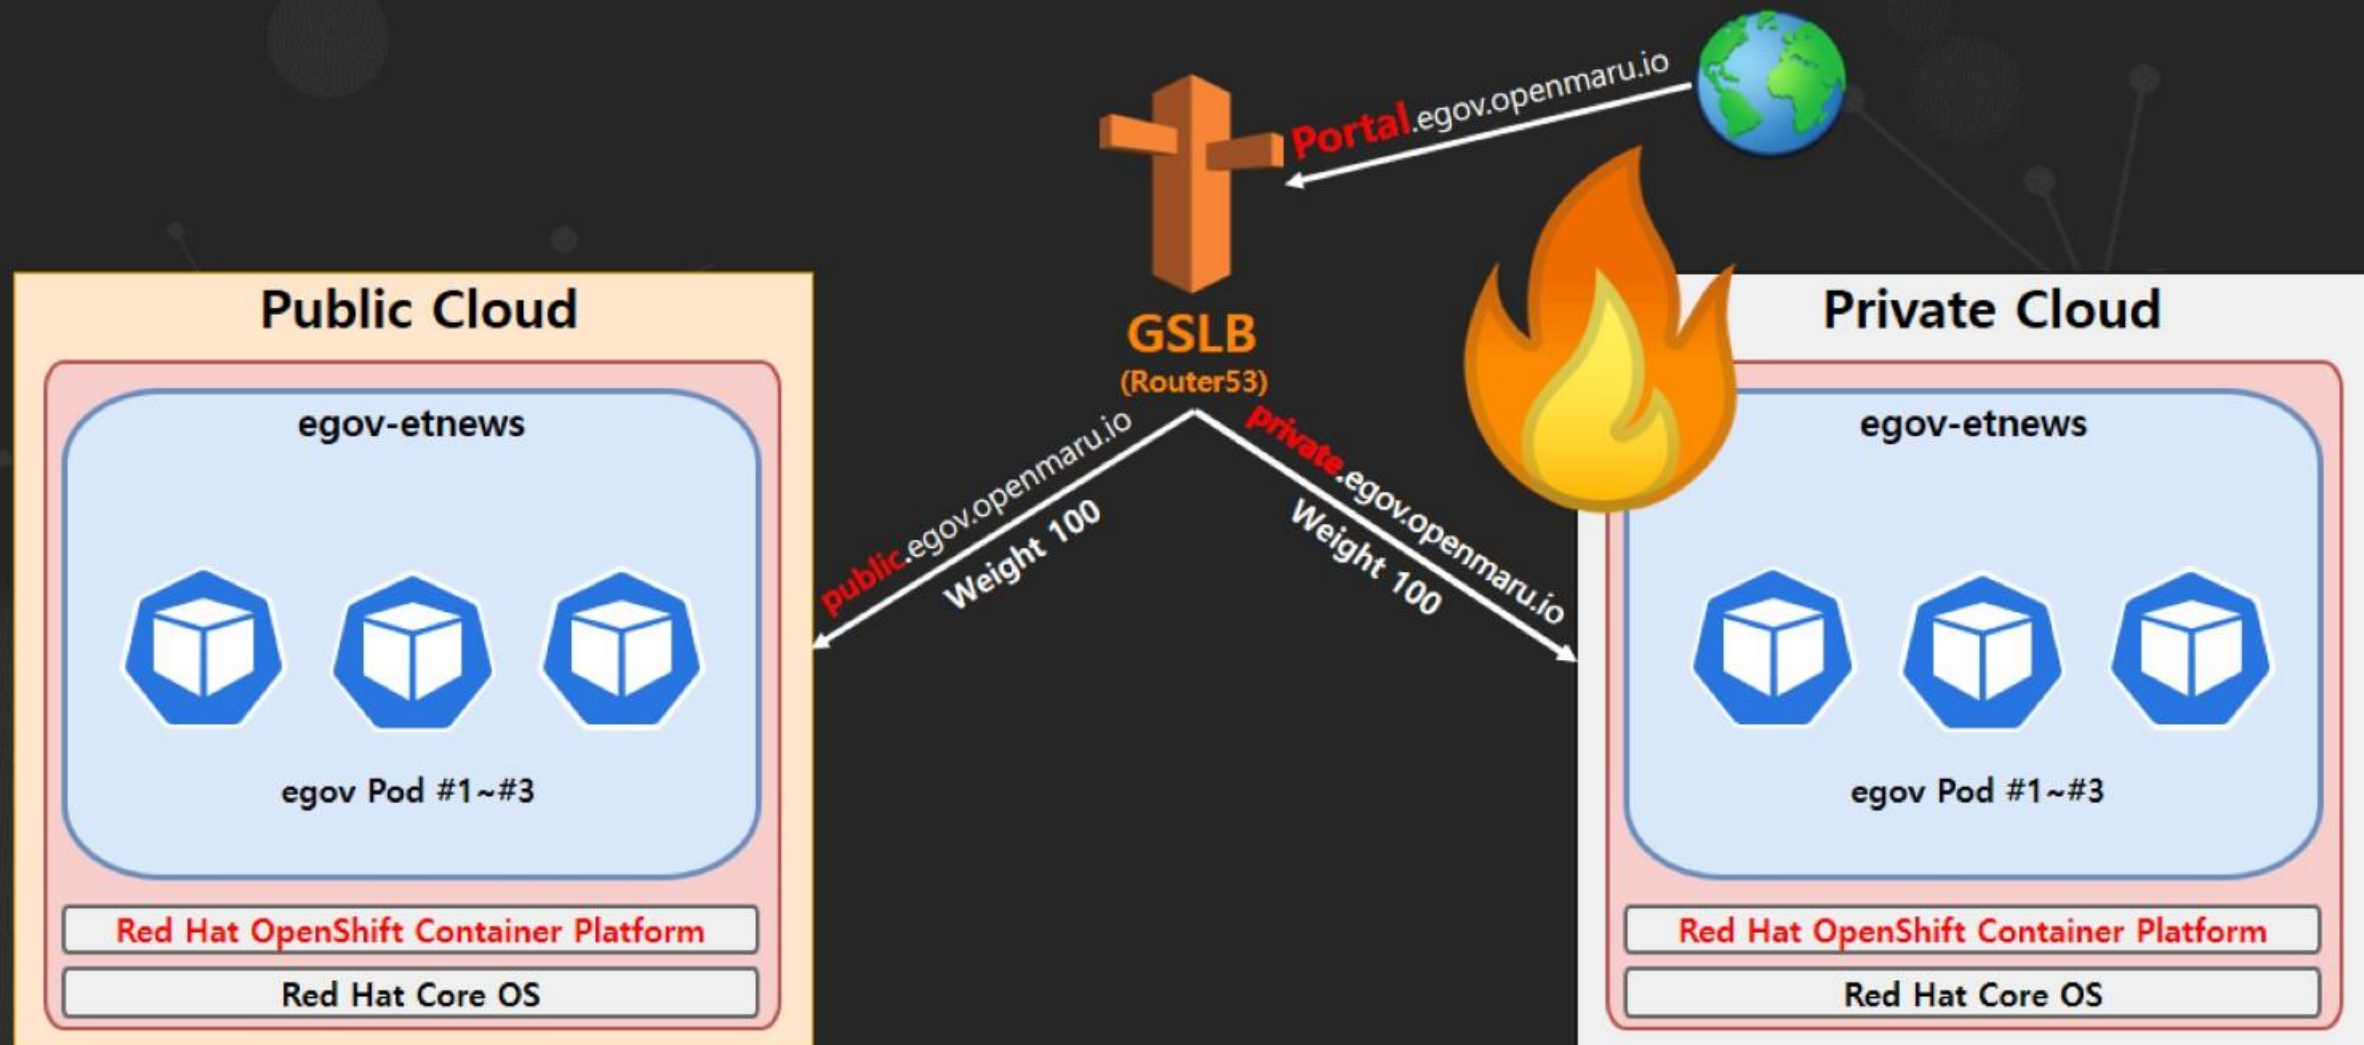 Portal.egov.openmaru.io
GSLB
(Router53)
public.egov.openmaru.io
Weight 100
private.egov.openmaru.io
Weight 100
Public Cloud
egov-etnews
egov Pod #1~#3
Red Hat OpenShift Container Platform
Red Hat Core OS
Private Cloud
egov-etnews
egov Pod #1~#3
Red Hat OpenShift Container Platform
Red Hat Core OS